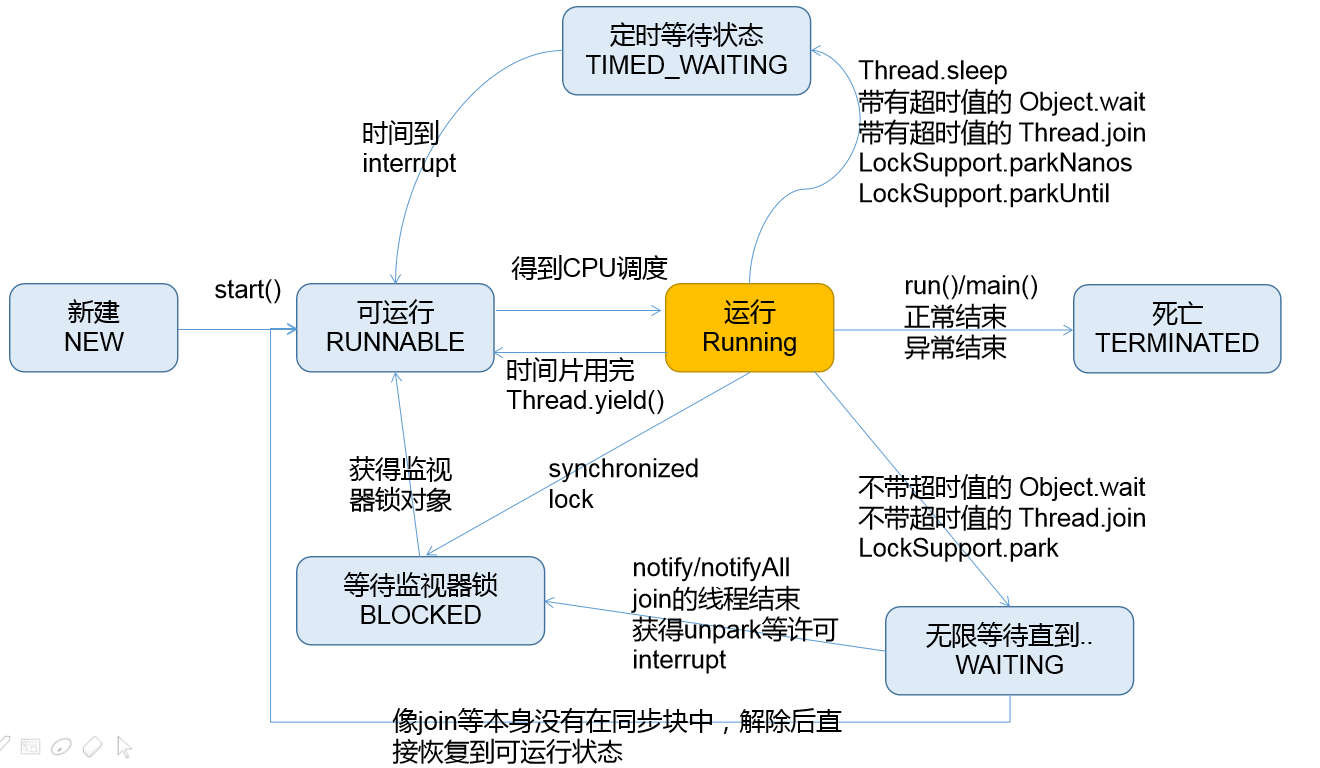 定时等待状态
TIMED_WAITING
Thread.sleep
带有超时值的 Object.wait
带有超时值的 Thread.join
LockSupport.parkNanos
LockSupport.parkUntil
时间到
interrupt
新建
NEW
start()
可运行
RUNNABLE
得到CPU调度
运行
Running
run()/main()
正常结束
异常结束
死亡
TERMINATED
时间片用完
Thread.yield()
获得监视
器锁对象
synchronized
lock
不带超时值的 Object.wait
不带超时值的 Thread.join
LockSupport.park
等待监视器锁
BLOCKED
notify/notifyAll
join的线程结束
获得unpark等许可
interrupt
无限等待直到..
WAITING
像join等本身没有在同步块中，解除后直
接恢复到可运行状态